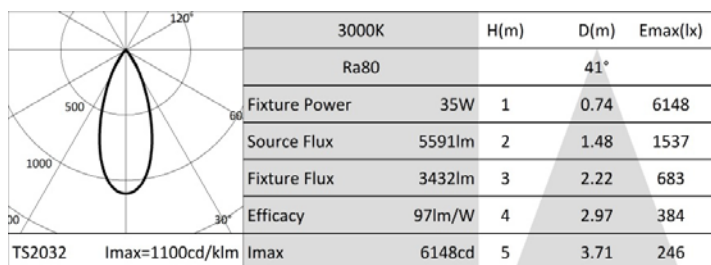 120°
500
60
1000
00
30°
TS2032 Imax=1100cd/klm
3000K H(m) D(m) Emax(lx)
Ra80 41°
Fixture Power 35W 1 0.74 6148
Source Flux 5591lm 2 1.48 1537
Fixture Flux 3432lm 3 2.22 683
Efficacy 97lm/W 4 2.97 384
Imax 6148cd 5 3.71 246